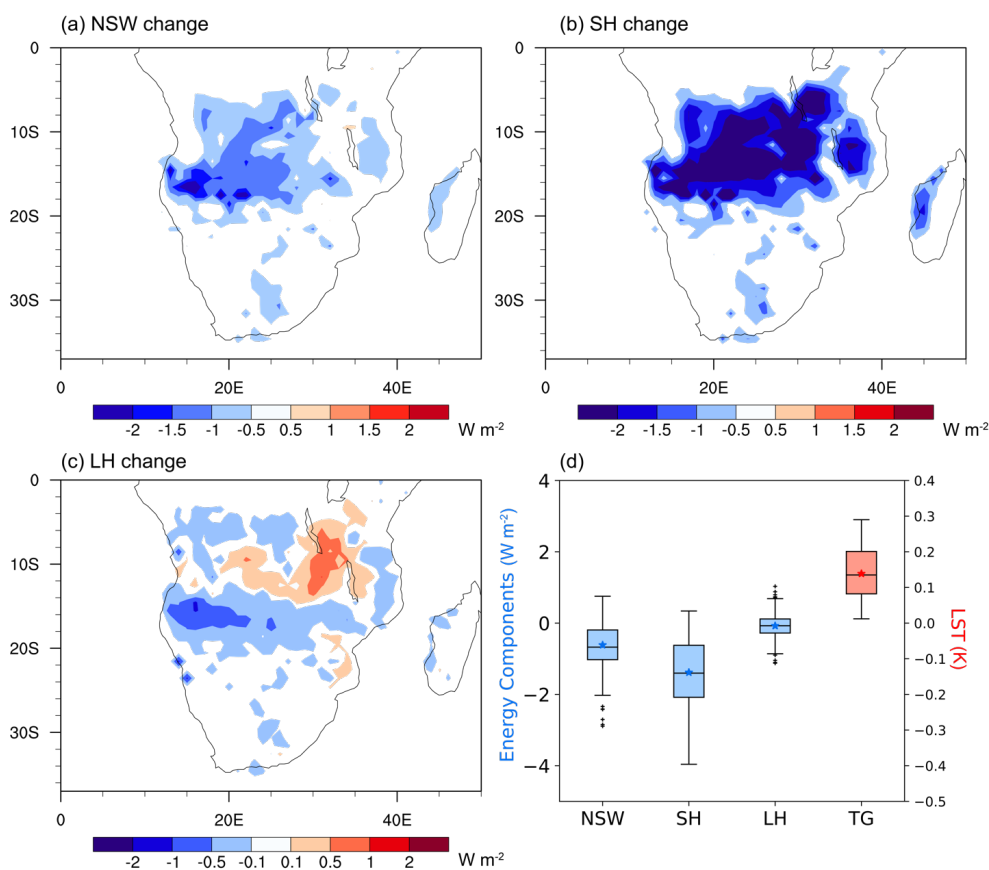 (a) NSW change
0
10S
20S
30S
0 20E 40E
-2 -1.5 -1 -0.5 0.5 1 1.5 2 W m-2
(b) SH change
0
10S
20S
30S
0 20E 40E
-2 -1.5 -1 -0.5 0.5 1 1.5 2 W m-2
(c) LH change
0
10S
20S
30S
0 20E 40E
-2 -1 -0.5 -0.1 0.1 0.5 1 2 W m-2
(d)
Energy Components (W m-2)
4
2
0
−2
−4
NSW SH LH TG
0.4
0.3
0.2
0.1
0.0
−0.1
−0.2
−0.3
−0.4
−0.5
LST (K)